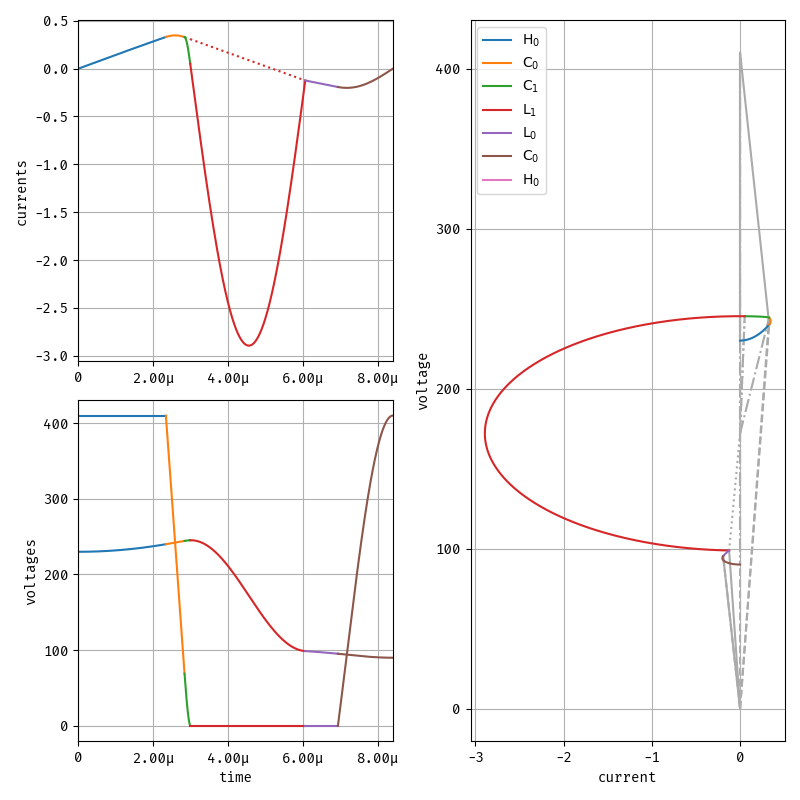 0.5
0.0
-0.5
-1.0
-1.5
-2.0
-2.5
-3.0
currents
0
2.00μ
4.00μ
6.00μ
8.00μ
400
300
200
100
0
voltages
0
2.00μ
4.00μ
6.00μ
8.00μ
time
H₀
C₀
C₁
L₁
L₀
C₀
H₀
400
300
200
100
0
voltage
-3
-2
-1
0
current